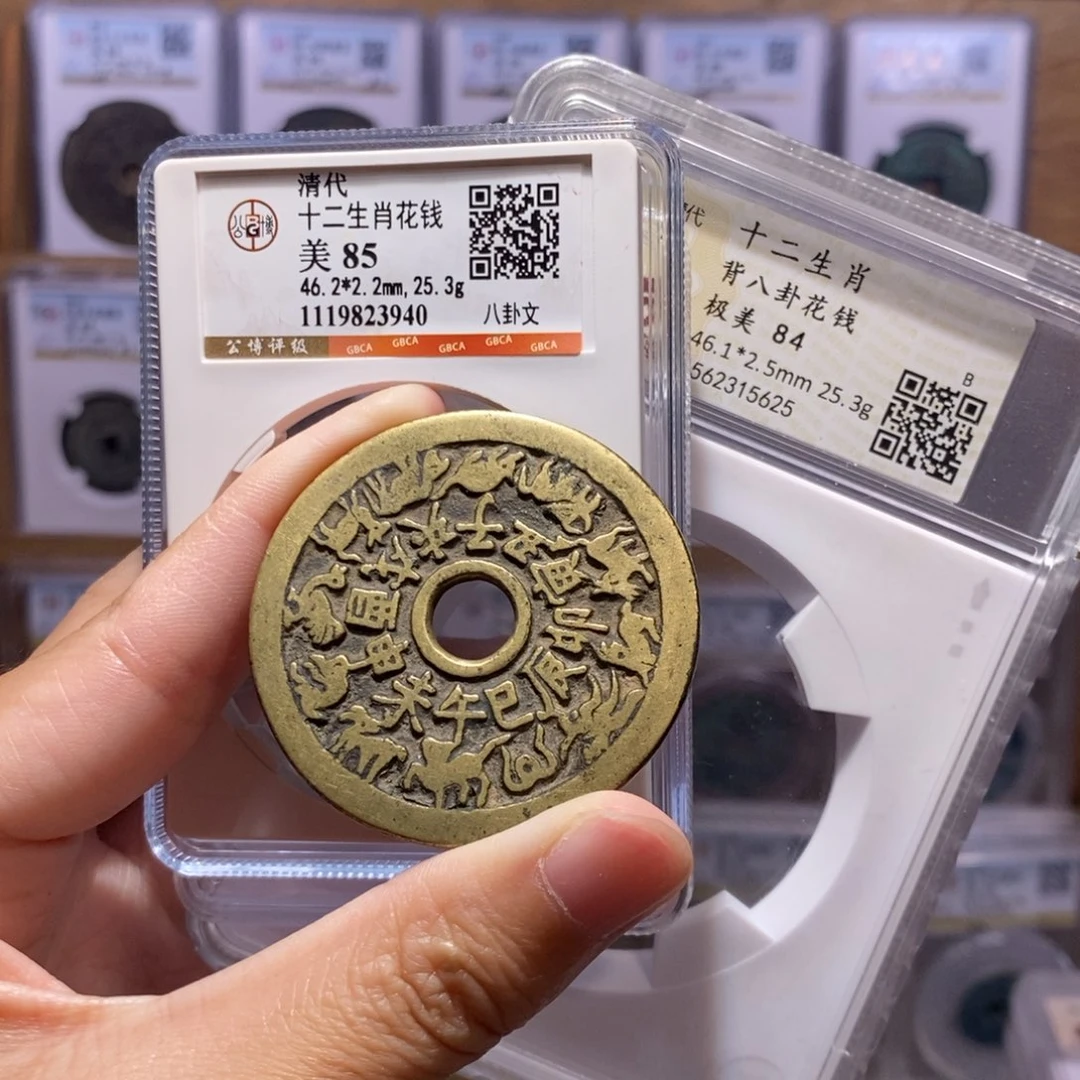 清代
十二生肖花钱
美 85
46.2*2.2mm,25.3g
1119823940 八卦文
公博评级 GBCA GBCA GBCA GBCA GBCA
公博
代 十二生肖
背八卦花钱
极美 84
46.1*2.5mm 25.3g
562315625
B
子丑寅卯辰巳午未申酉戌亥